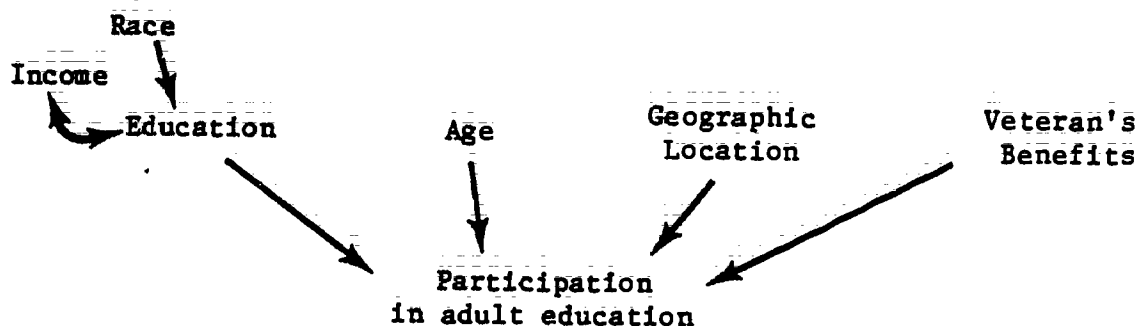 Race
Income
Education
Age
Geographic
Location
Veteran's
Benefits
Participation
in adult education